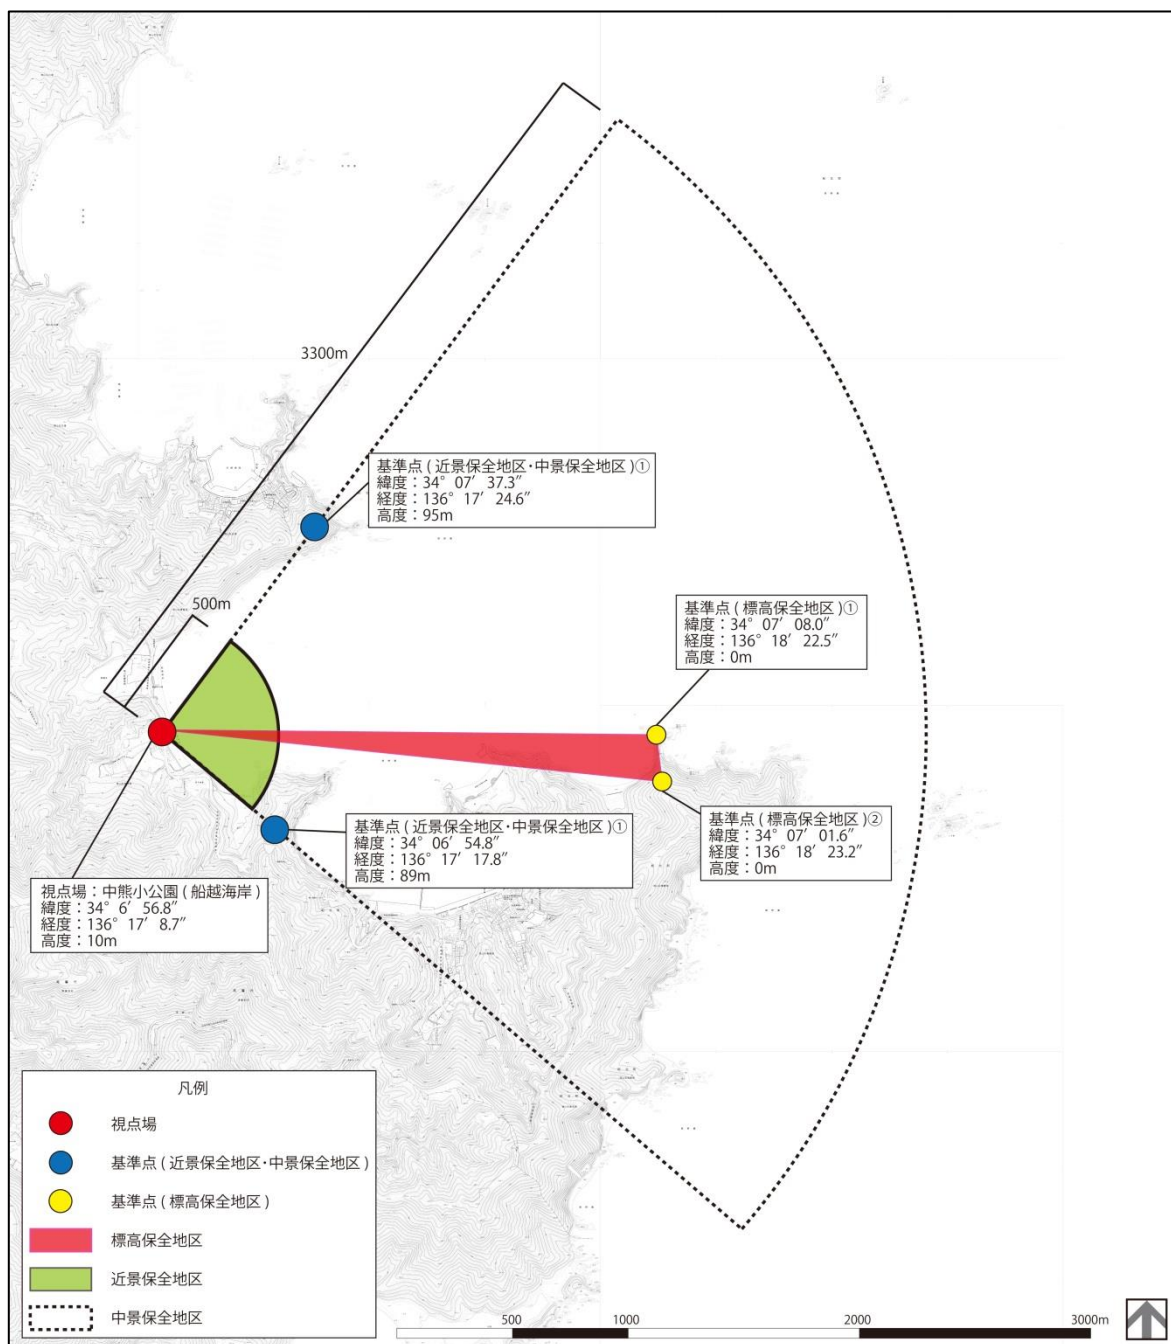 3300m
基準点(近景保全地区・中景保全地区)①
緯度：34° 07′ 37.3″
経度：136° 17′ 24.6″
高度：95m
500m
基準点(標高保全地区)①
緯度：34° 07′ 08.0″
経度：136° 18′ 22.5″
高度：0m
基準点(標高保全地区)②
緯度：34° 07′ 01.6″
経度：136° 18′ 23.2″
高度：0m
基準点(近景保全地区・中景保全地区)①
緯度：34° 06′ 54.8″
経度：136° 17′ 17.8″
高度：89m
視点場：中熊小公園(船越海岸)
緯度：34° 6′ 56.8″
経度：136° 17′ 8.7″
高度：10m
凡例
視点場
基準点(近景保全地区・中景保全地区)
基準点(標高保全地区)
標高保全地区
近景保全地区
中景保全地区
500 1000 2000 3000m